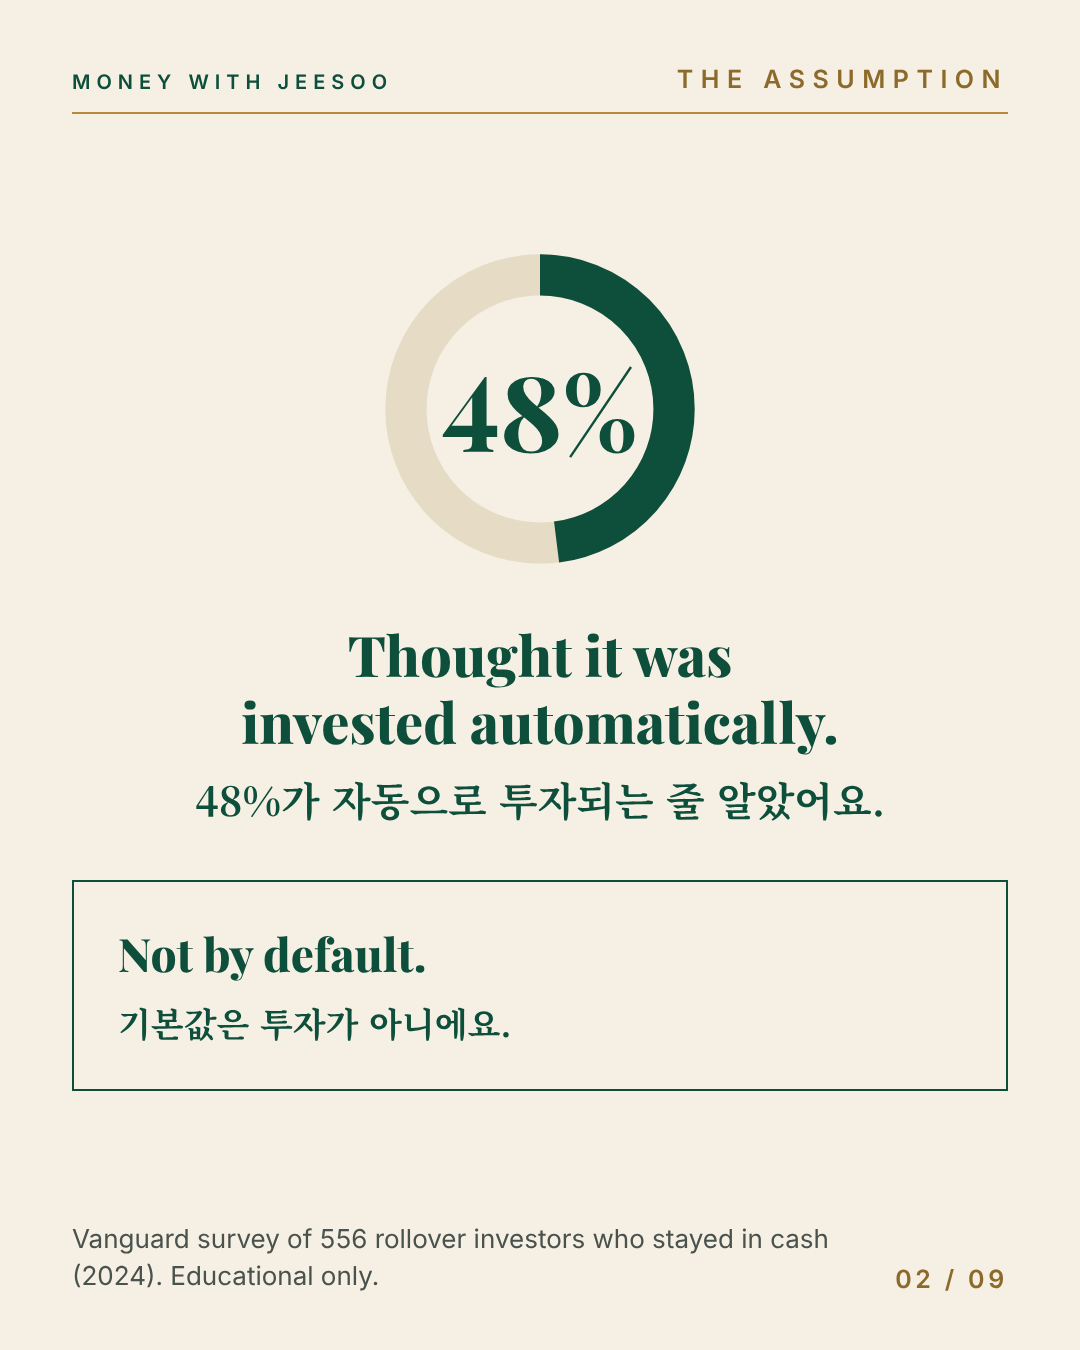 MONEY WITH JEESOO
THE ASSUMPTION
48%
Thought it was
invested automatically.
48%가 자동으로 투자되는 줄 알았어요.
Not by default.
기본값은 투자가 아니에요.
Vanguard survey of 556 rollover investors who stayed in cash
(2024). Educational only.
02 / 09